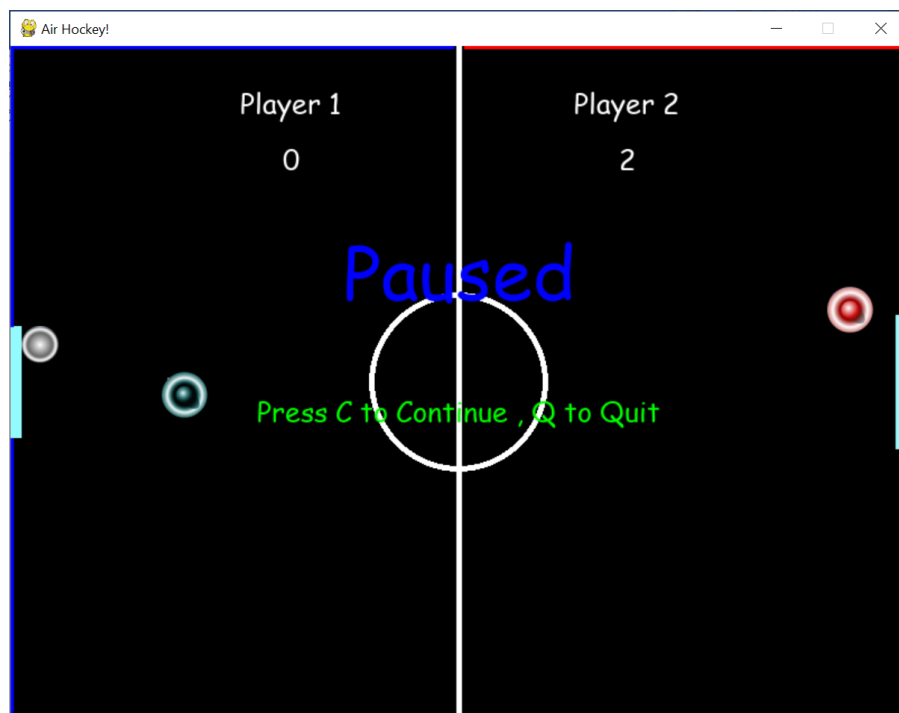 Air Hockey!
Player 1 Player 2
0 2
Paused
Press C to Continue , Q to Quit